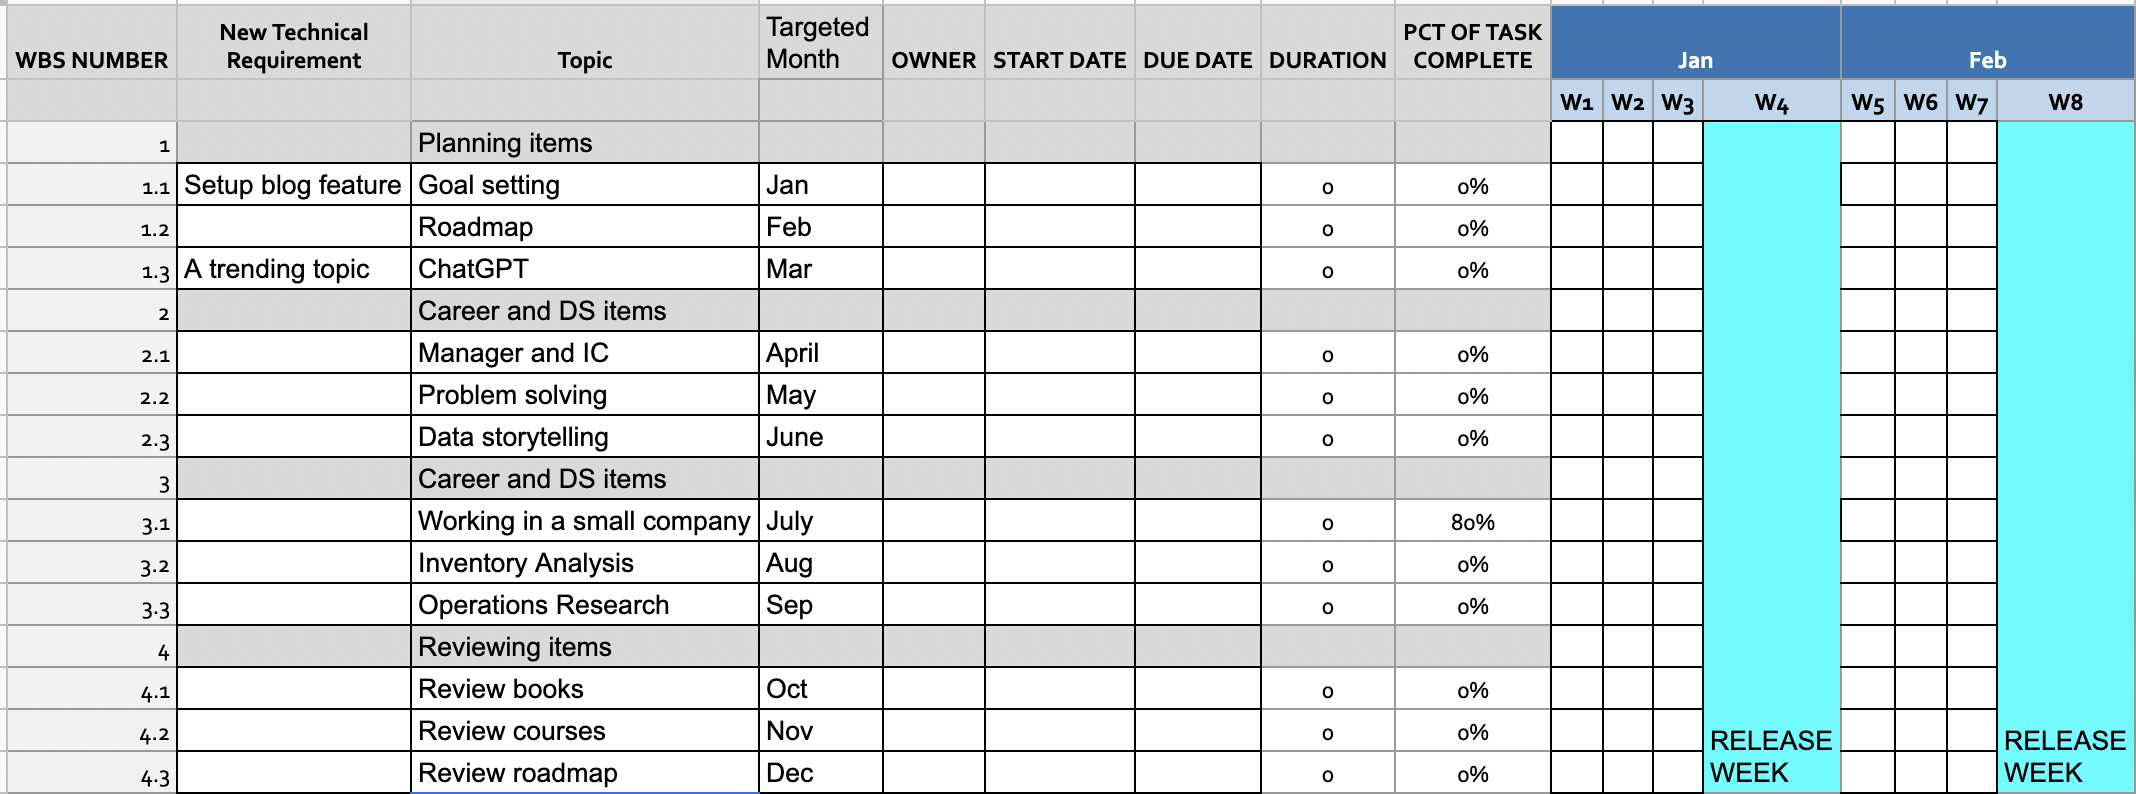 WBS NUMBER New Technical Requirement Topic Targeted Month OWNER START DATE DUE DATE DURATION PCT OF TASK COMPLETE Jan Feb
W1 W2 W3 W4 W5 W6 W7 W8
1 Planning items
1.1 Setup blog feature Goal setting Jan 0 0%
1.2 Roadmap Feb 0 0%
1.3 A trending topic ChatGPT Mar 0 0%
2 Career and DS items
2.1 Manager and IC April 0 0%
2.2 Problem solving May 0 0%
2.3 Data storytelling June 0 0%
3 Career and DS items
3.1 Working in a small company July 0 80%
3.2 Inventory Analysis Aug 0 0%
3.3 Operations Research Sep 0 0%
4 Reviewing items
4.1 Review books Oct 0 0%
4.2 Review courses Nov 0 0%
4.3 Review roadmap Dec 0 0%
RELEASE WEEK
RELEASE WEEK